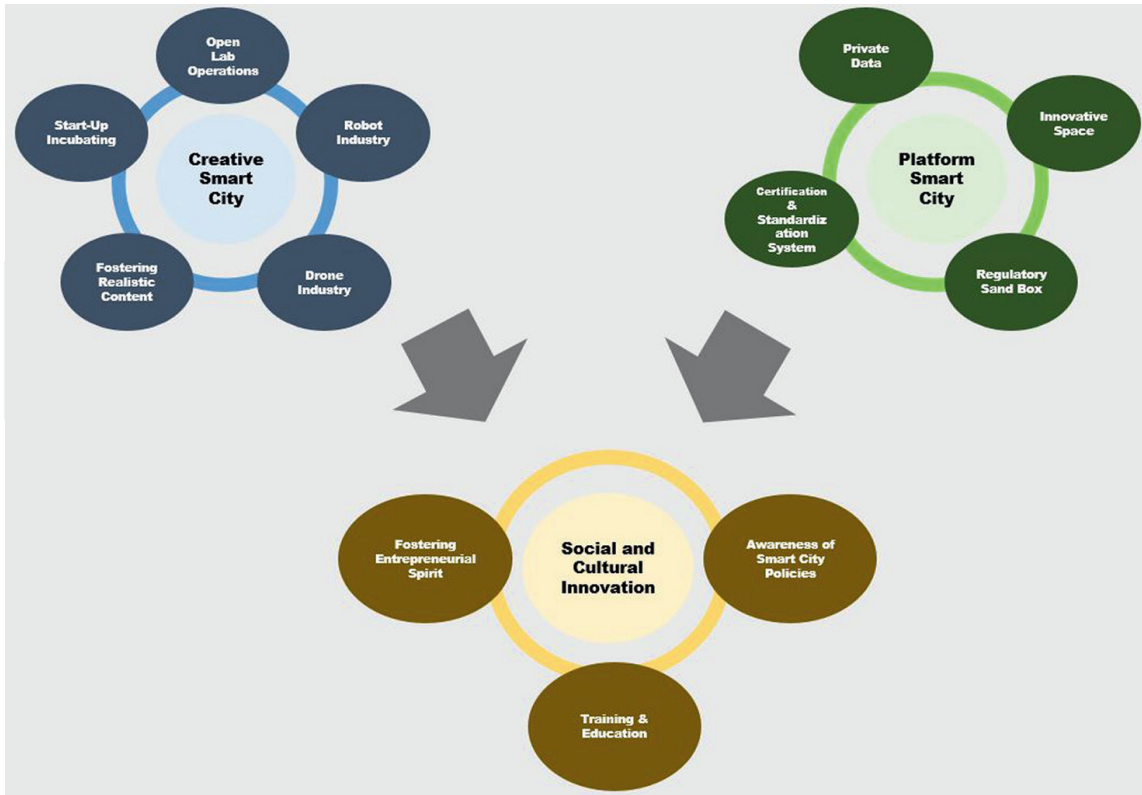 Open
Lab
Operations
Start-Up
Incubating
Robot
Industry
Creative
Smart
City
Fostering
Realistic
Content
Drone
Industry
Private
Data
Innovative
Space
Platform
Smart
City
Certification
&
Standardiz
ation
System
Regulatory
Sand Box
Fostering
Entrepreneurial
Spirit
Social and
Cultural
Innovation
Awareness of
Smart City
Policies
Training &
Education